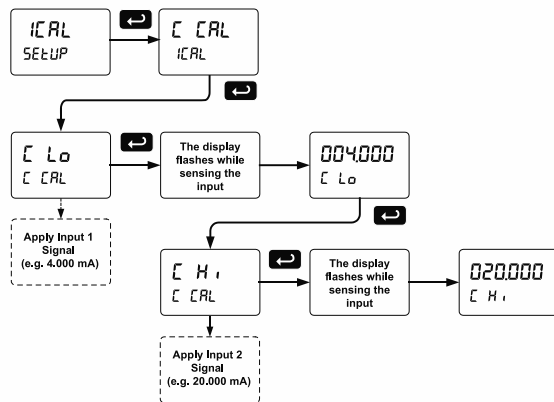 ICAL
SEtUP
C CAL
ICAL
C Lo
C CAL
The display
flashes while
sensing the
input
004.000
C Lo
Apply Input 1
Signal
(e.g. 4.000 mA)
C Hi
C CAL
The display
flashes while
sensing the
input
020.000
C Hi
Apply Input 2
Signal
(e.g. 20.000 mA)